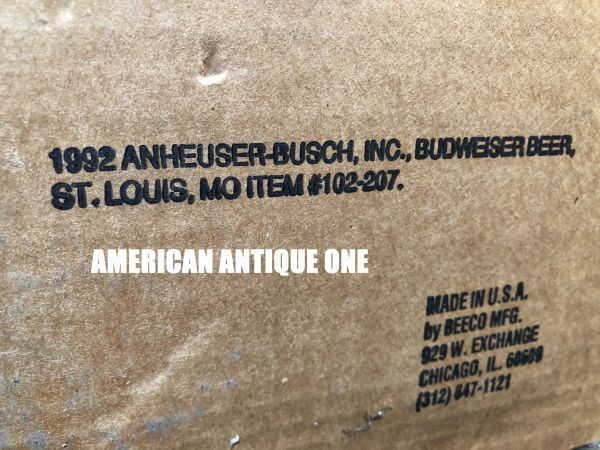 1992 ANHEUSER-BUSCH, INC., BUDWEISER BEER,
ST. LOUIS, MO ITEM #102-207.
AMERICAN ANTIQUE ONE
MADE IN U.S.A.
by BEECO MFG.
929 W. EXCHANGE
CHICAGO, IL. 60609
(312) 847-1121